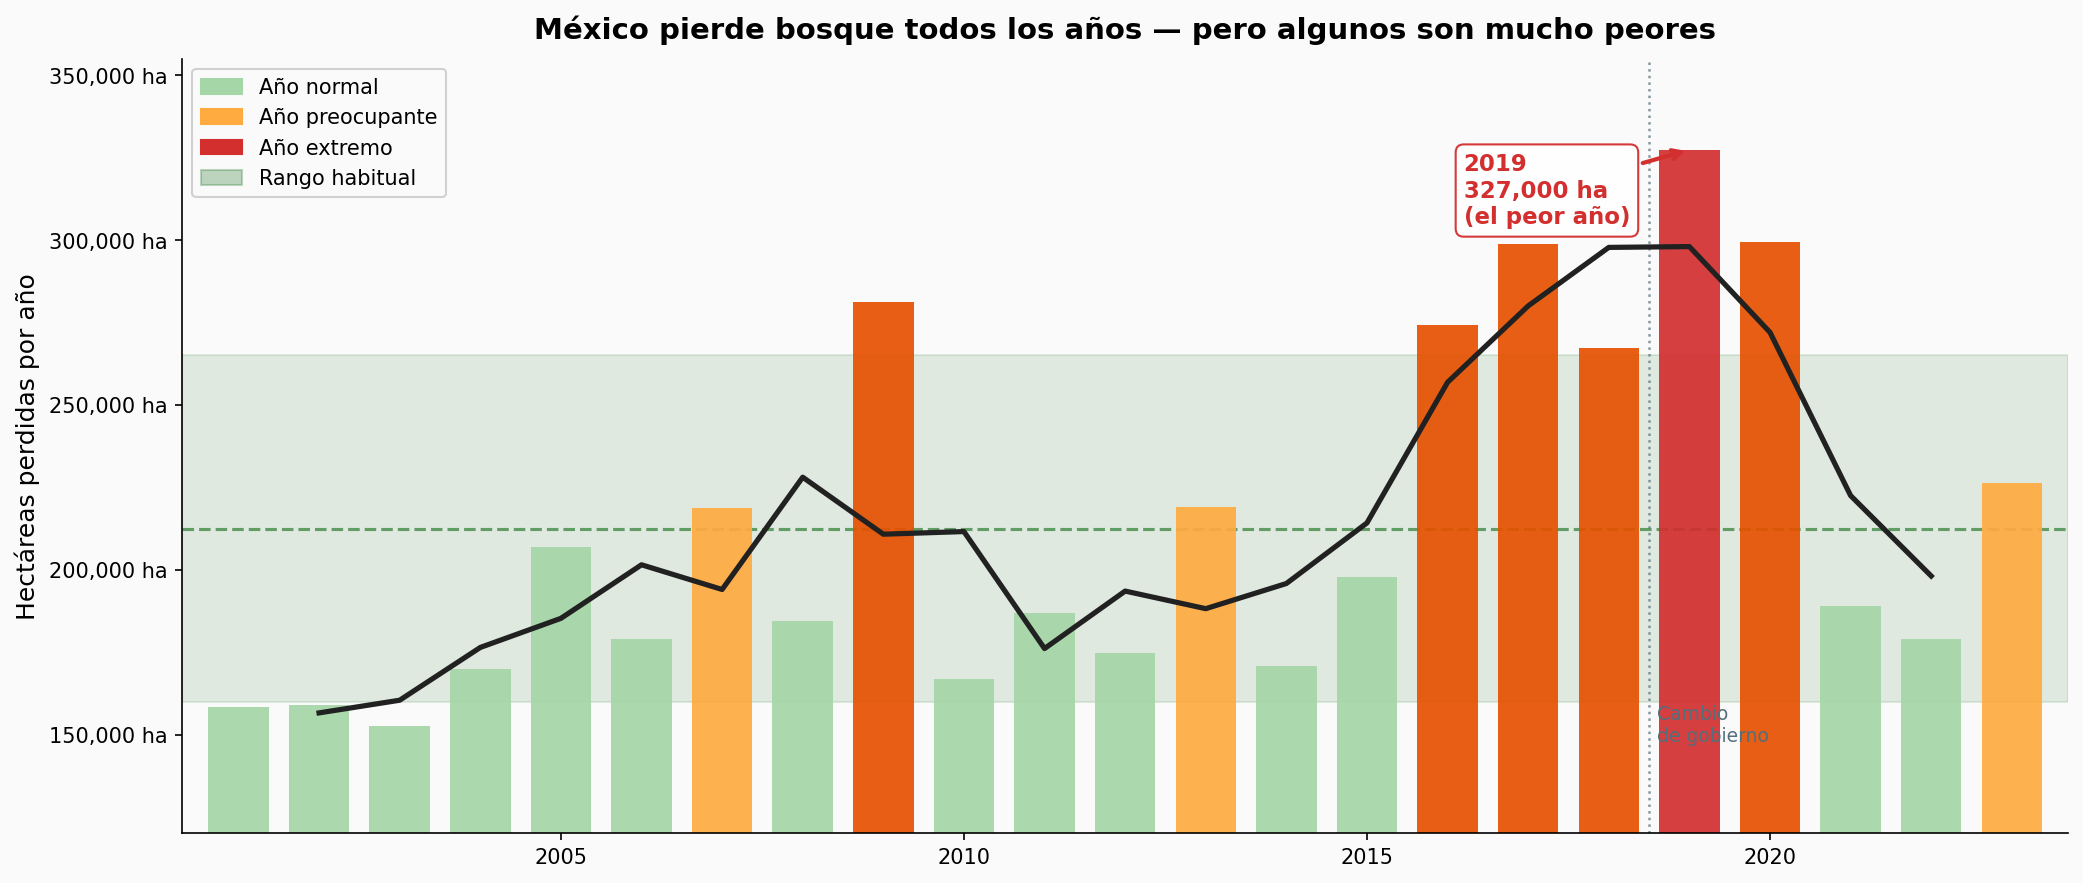 México pierde bosque todos los años — pero algunos son mucho peores
Hectáreas perdidas por año
350,000 ha
300,000 ha
250,000 ha
200,000 ha
150,000 ha
Año normal
Año preocupante
Año extremo
Rango habitual
2019
327,000 ha
(el peor año)
Cambio
de gobierno
2005
2010
2015
2020